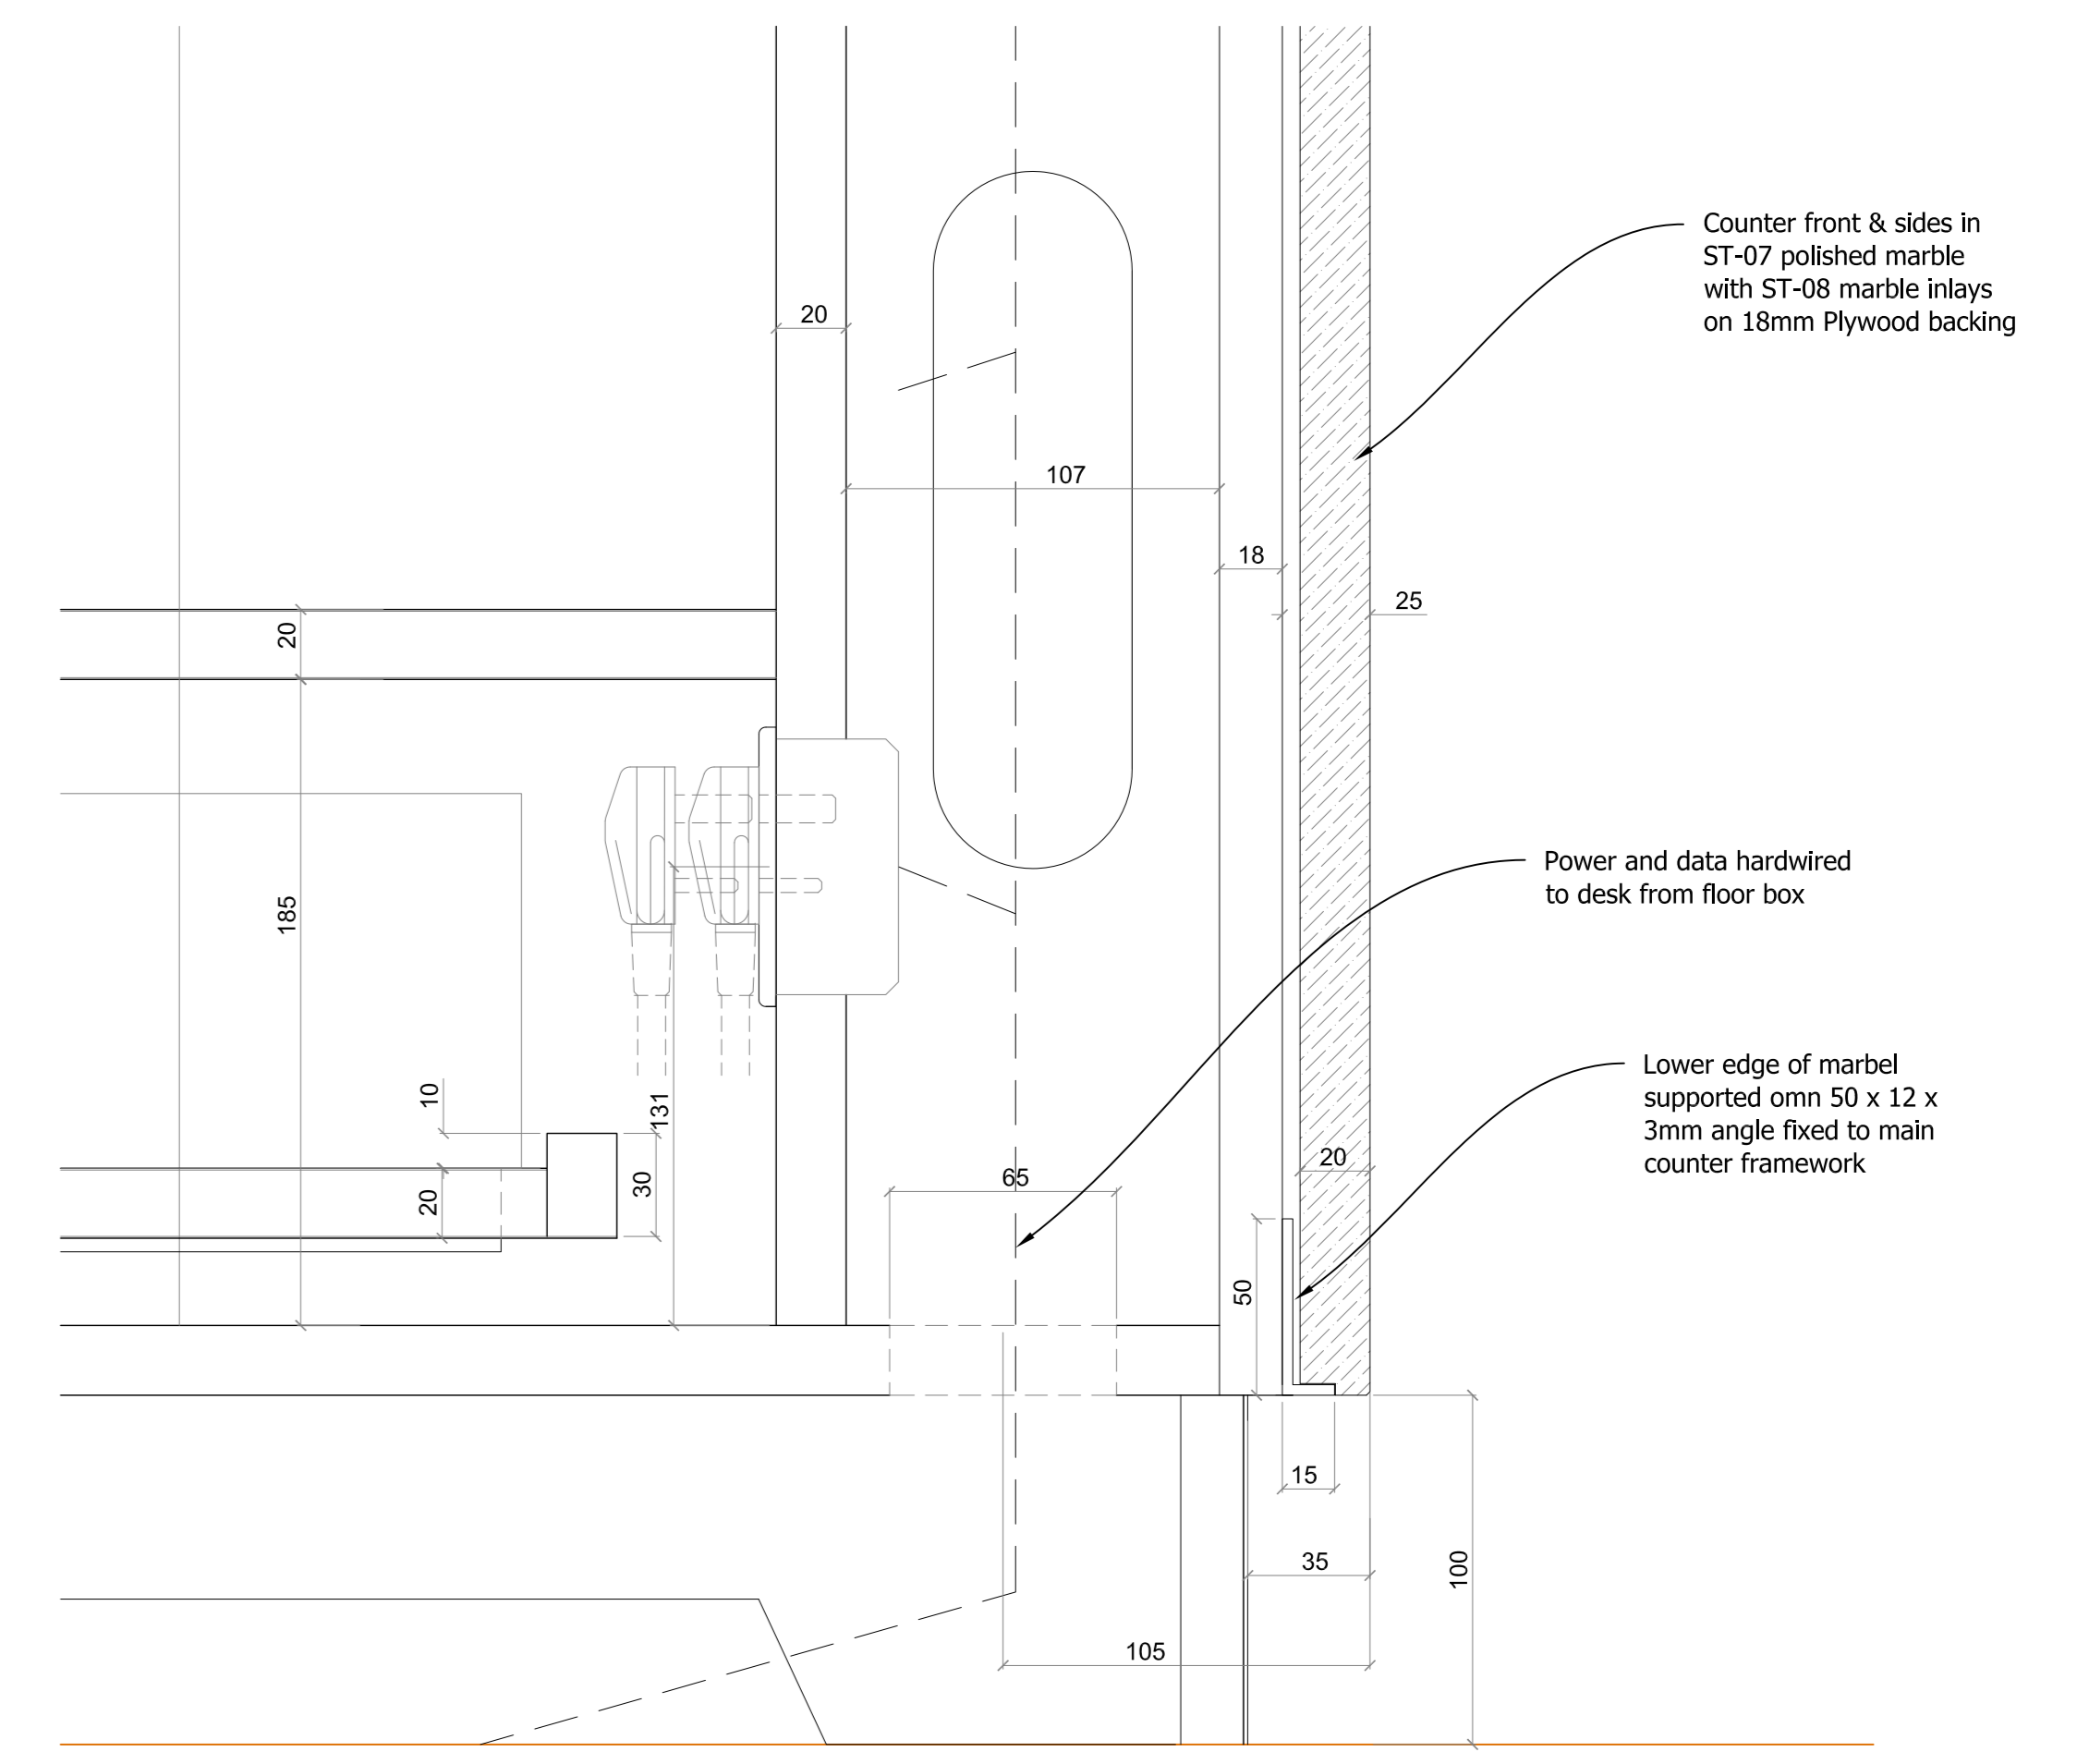 Counter front & sides in
ST-07 polished marble
with ST-08 marble inlays
on 18mm Plywood backing
20
107
18
25
20
185
Power and data hardwired
to desk from floor box
Lower edge of marbel
supported omn 50 x 12 x
3mm angle fixed to main
counter framework
10
131
20
30
65
20
50
15
35
100
105